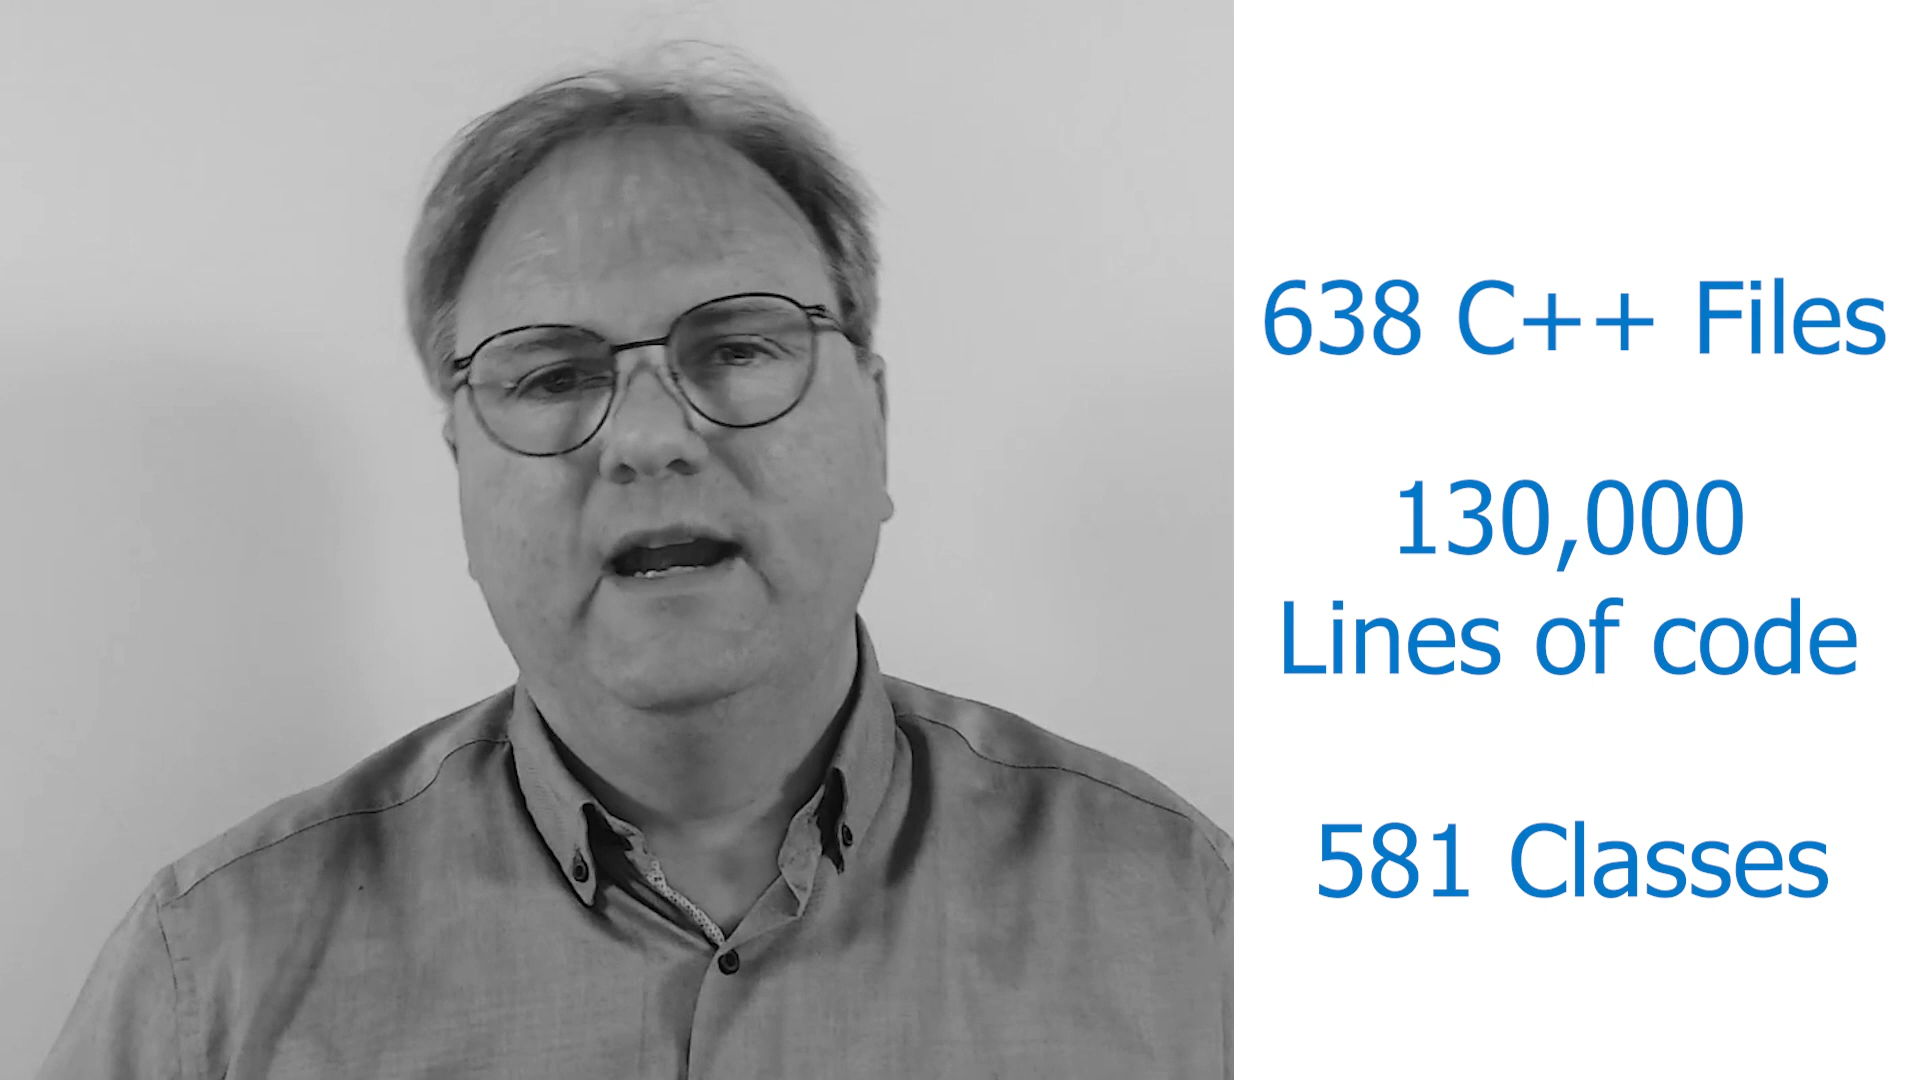 638 C++ Files
130,000
Lines of code
581 Classes